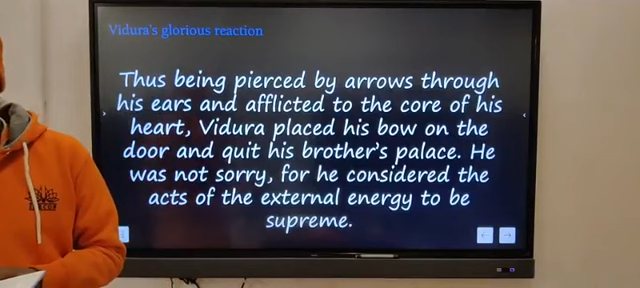 Vidura's glorious reaction
Thus being pierced by arrows through
his ears and afflicted to the core of his
heart, Vidura placed his bow on the
door and quit his brother's palace. He
was not sorry, for he considered the
acts of the external energy to be
supreme.